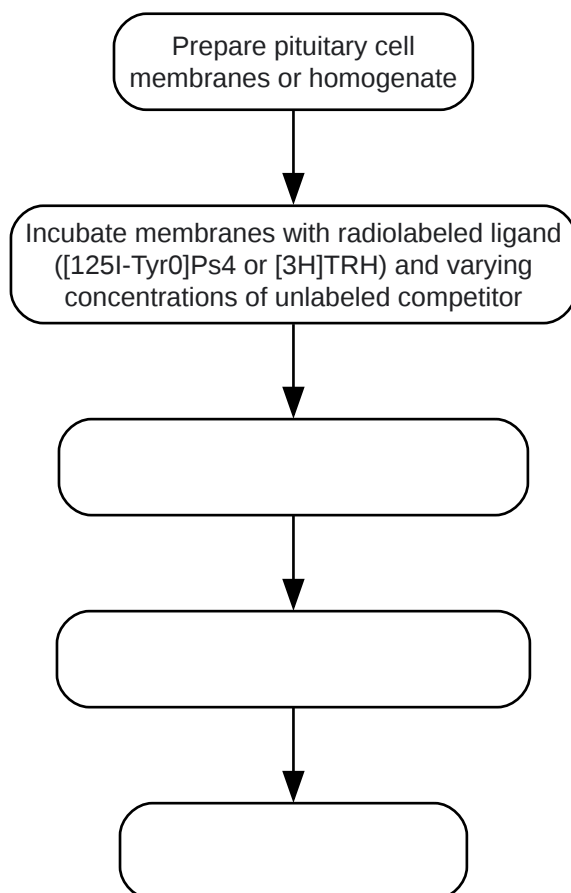 Prepare pituitary cell
membranes or homogenate
Incubate membranes with radiolabeled ligand
([125I-Tyr0]Ps4 or [3H]TRH) and varying
concentrations of unlabeled competitor